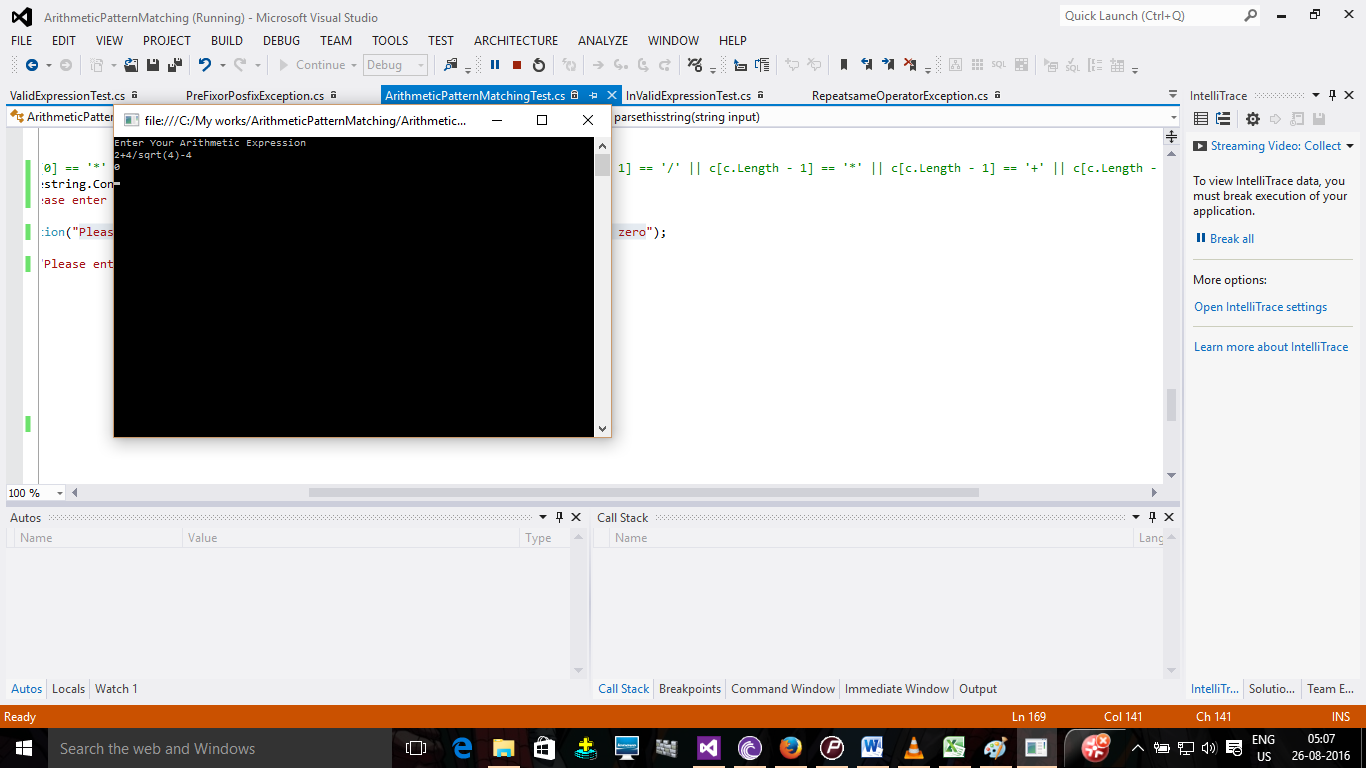 ArithmeticPatternMatching (Running) - Microsoft Visual Studio
Quick Launch (Ctrl+Q)
FILE EDIT VIEW PROJECT BUILD DEBUG TEAM TOOLS TEST ARCHITECTURE ANALYZE WINDOW HELP
Continue Debug
ValidExpressionTest.cs PreFixorPosfixException.cs ArithmeticPatternMatchingTest.cs InValidExpressionTest.cs RepeatsameOperatorException.cs
IntelliTrace
ArithmeticPattern
parsethisstring(string input)
file:///C:/My works/ArithmeticPatternMatching/Arithmetic...
Enter Your Arithmetic Expression
2+4/sqrt(4)-4
0
[0] == '*' 1] == '/' || c[c.Length - 1] == '*' || c[c.Length - 1] == '+' || c[c.Length -
estring.Con
ease enter
tion("Pleas zero");
"Please ent
Streaming Video: Collect
To view IntelliTrace data, you
must break execution of your
application.
Break all
More options:
Open IntelliTrace settings
Learn more about IntelliTrace
100 %
Autos
Name Value Type
Call Stack
Name Lang
Autos Locals Watch 1
Call Stack Breakpoints Command Window Immediate Window Output
IntelliTr... Solutio... Team E...
Ready Ln 169 Col 141 Ch 141 INS
Search the web and Windows
ENG
US
05:07
26-08-2016